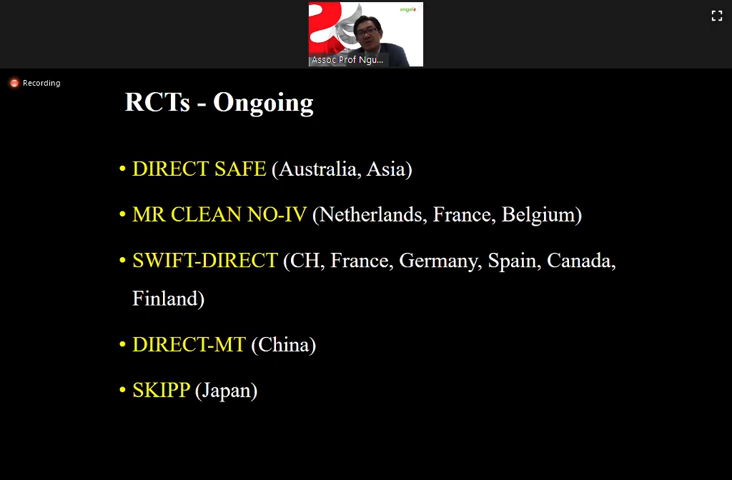 angels
Assoc Prof Ngu...
Recording
RCTs - Ongoing
• DIRECT SAFE (Australia, Asia)
• MR CLEAN NO-IV (Netherlands, France, Belgium)
• SWIFT-DIRECT (CH, France, Germany, Spain, Canada,
Finland)
• DIRECT-MT (China)
• SKIPP (Japan)